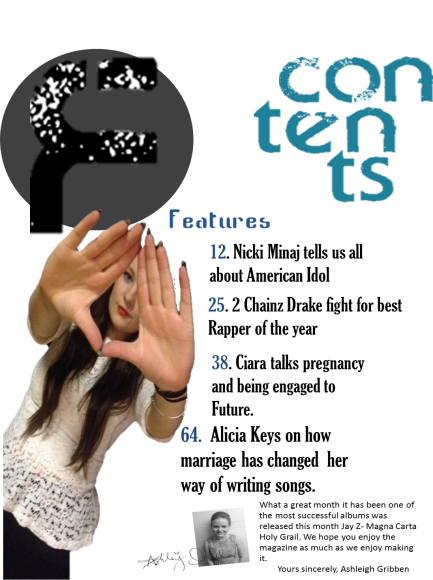 con
ten
ts
Features
12. Nicki Minaj tells us all
about American Idol
25. 2 Chainz Drake fight for best
Rapper of the year
38. Ciara talks pregnancy
and being engaged to
Future.
64. Alicia Keys on how
marriage has changed her
way of writing songs.
What a great month it has been one of
the most successful albums was
released this month Jay Z- Magna Carta
Holy Grail. We hope you enjoy the
magazine as much as we enjoy making
it.
Yours sincerely, Ashleigh Gribben